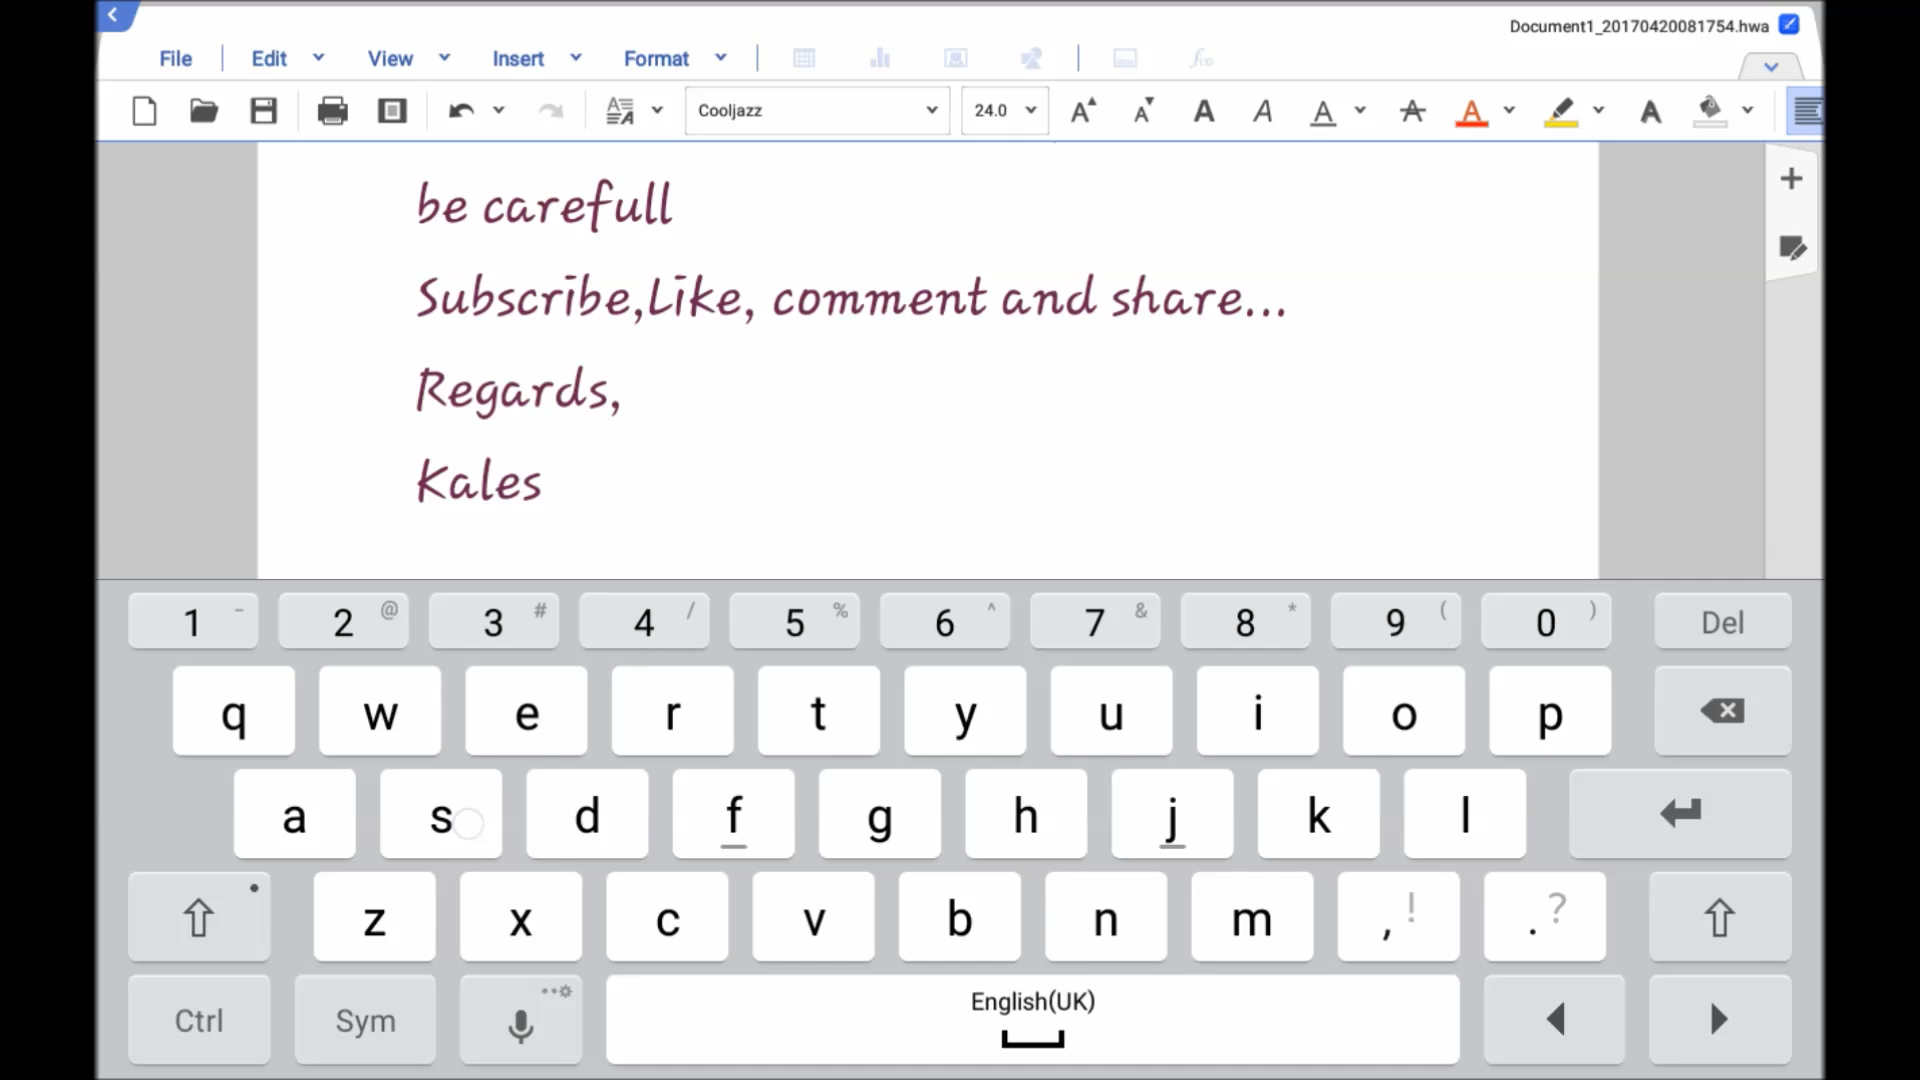 Document1_20170420081754.hwa
File Edit View Insert Format
Cooljazz 24.0
be carefull
Subscribe,Like, comment and share...
Regards,
Kales
1 - 2 @ 3 # 4 / 5 % 6 ^ 7 & 8 * 9 ( 0 ) Del
q w e r t y u i o p
a s d f g h j k l
z x c v b n m , ! . ?
Ctrl Sym English(UK)